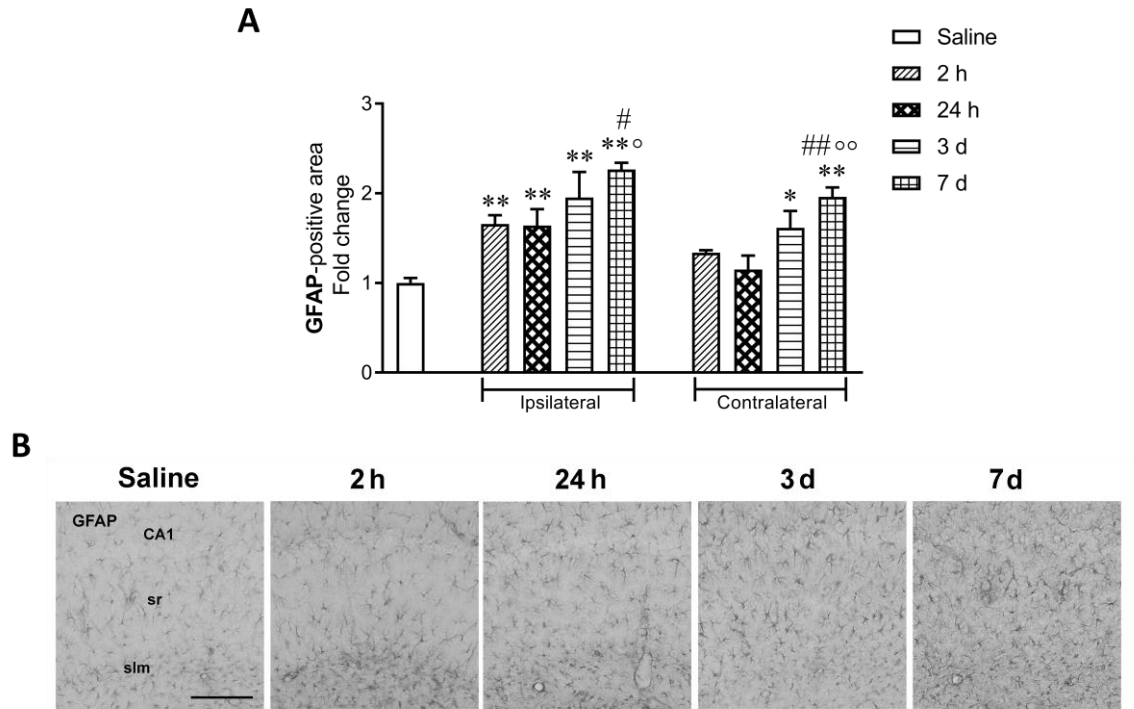 A
Saline
2 h
24 h
3 d
7 d
GFAP-positive area
Fold change
3
2
1
0
** ** ** # **○
* ##○○ **
Ipsilateral
Contralateral
B
Saline 2 h 24 h 3 d 7 d
GFAP
CA1
sr
slm